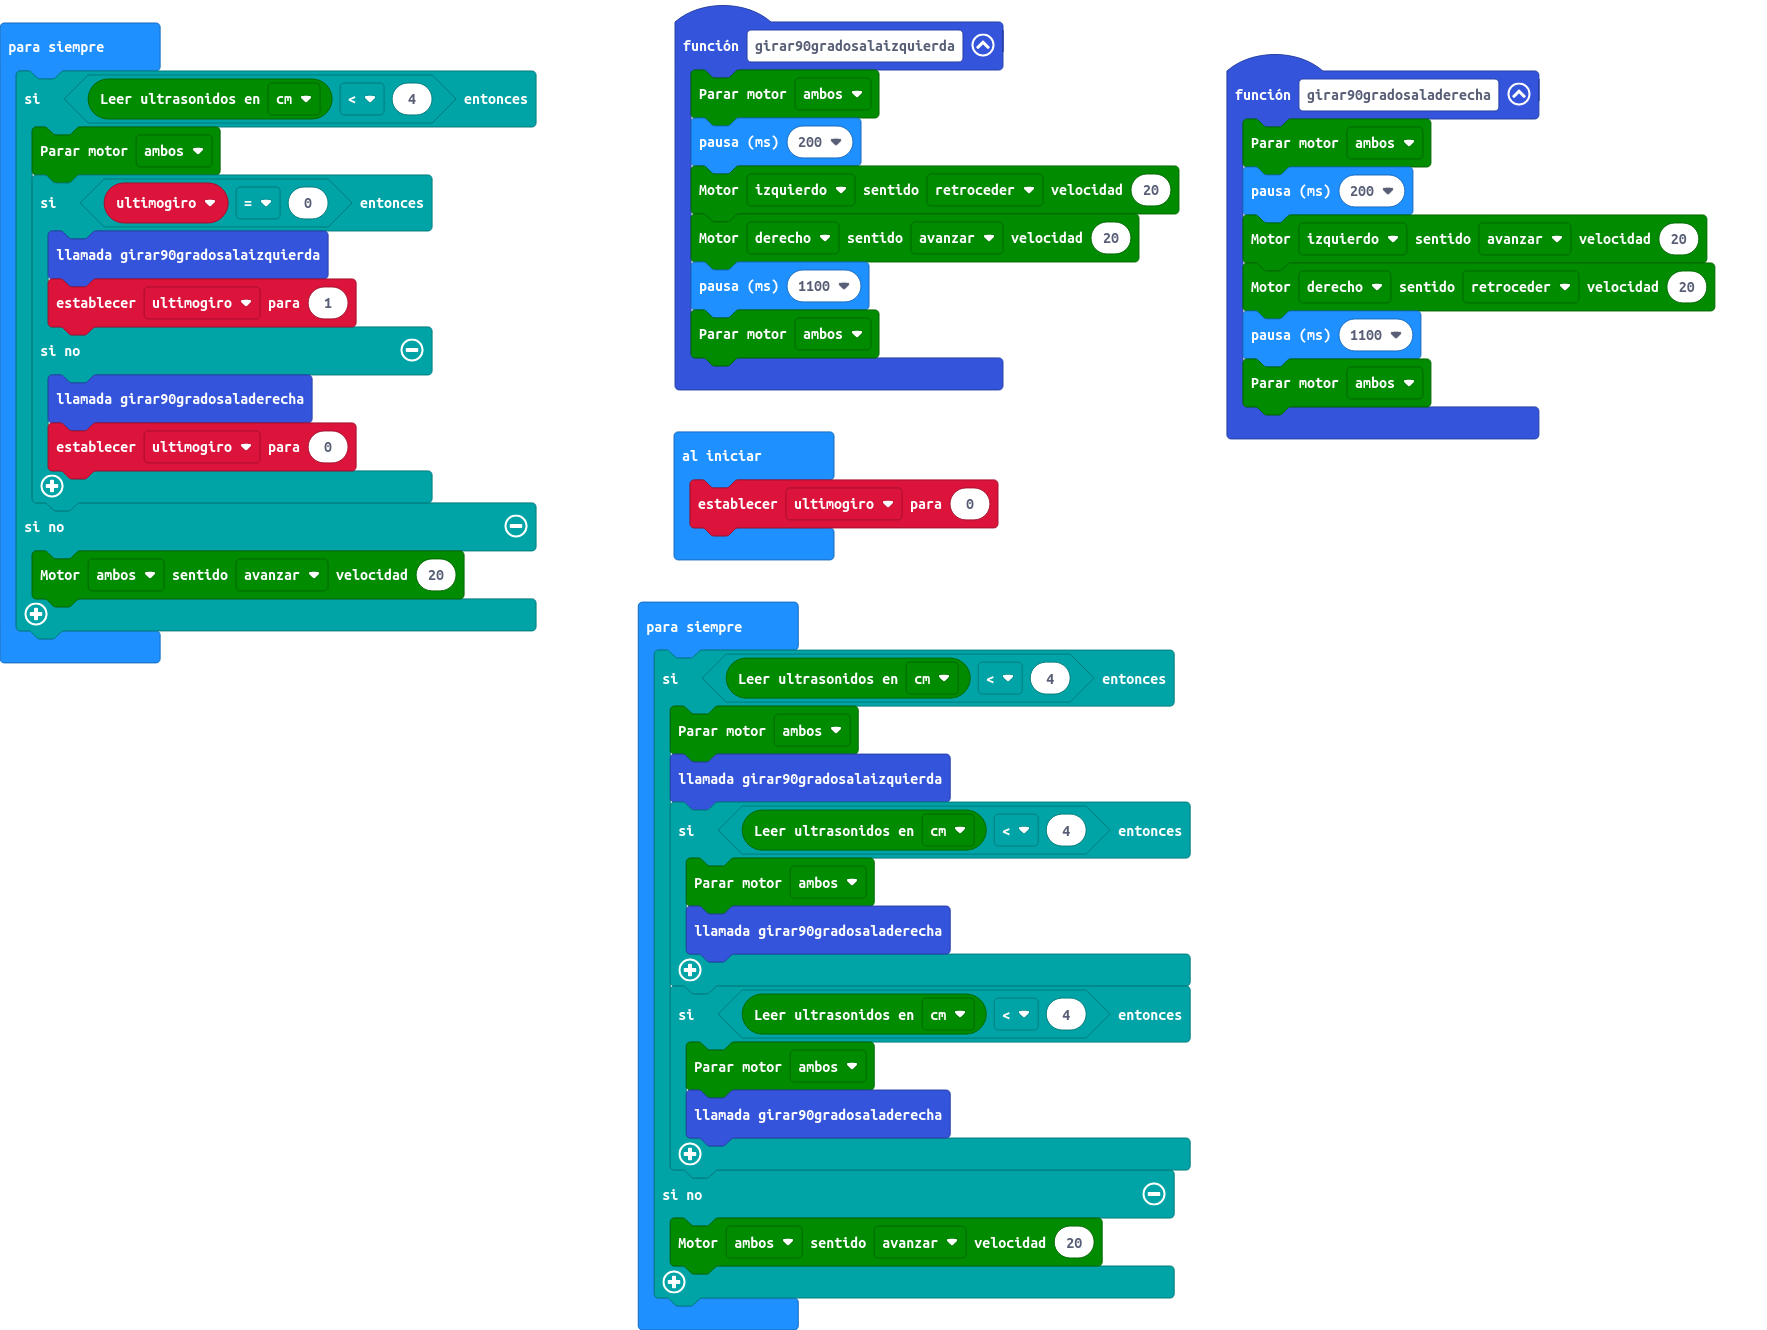 para siempre
si Leer ultrasonidos en cm < 4 entonces
Parar motor ambos
si ultimogiro = 0 entonces
llamada girar90gradosalaizquierda
establecer ultimogiro para 1
si no
llamada girar90gradosaladerecha
establecer ultimogiro para 0
si no
Motor ambos sentido avanzar velocidad 20
función girar90gradosalaizquierda
Parar motor ambos
pausa (ms) 200
Motor izquierdo sentido retroceder velocidad 20
Motor derecho sentido avanzar velocidad 20
pausa (ms) 1100
Parar motor ambos
función girar90gradosaladerecha
Parar motor ambos
pausa (ms) 200
Motor izquierdo sentido avanzar velocidad 20
Motor derecho sentido retroceder velocidad 20
pausa (ms) 1100
Parar motor ambos
al iniciar
establecer ultimogiro para 0
para siempre
si Leer ultrasonidos en cm < 4 entonces
Parar motor ambos
llamada girar90gradosalaizquierda
si Leer ultrasonidos en cm < 4 entonces
Parar motor ambos
llamada girar90gradosaladerecha
si Leer ultrasonidos en cm < 4 entonces
Parar motor ambos
llamada girar90gradosaladerecha
si no
Motor ambos sentido avanzar velocidad 20